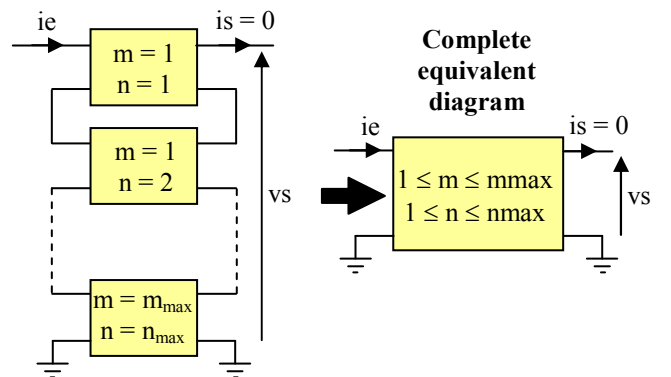 ie
is = 0
m = 1
n = 1
m = 1
n = 2
vs
m = mmax
n = nmax
Complete
equivalent
diagram
ie
is = 0
1 ≤ m ≤ mmax
1 ≤ n ≤ nmax
vs